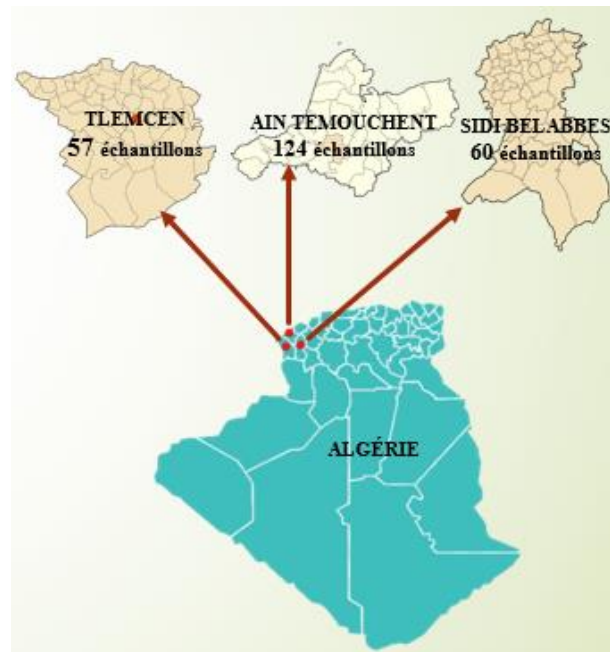 TLEMCEN
57 échantillons
AIN TEMOUCHENT
124 échantillons
SIDI BEL ABBES
60 échantillons
ALGÉRIE